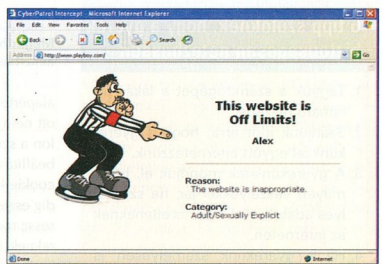 CyberPatrol Intercept - Microsoft Internet Explorer
File Edit View Favorites Tools Help
Back Search
Address http://www.playboy.com/ Go
This website is
Off Limits!
Alex
Reason:
The website is inappropriate.
Category:
Adult/Sexually Explicit
Done Internet